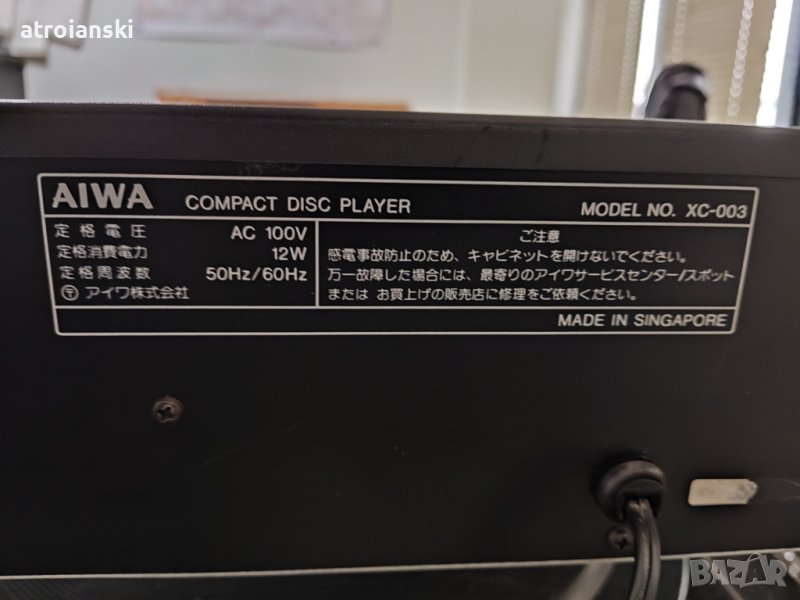 atroianski
AIWA COMPACT DISC PLAYER MODEL NO. XC-003
定格電圧 AC 100V
定格消費電力 12W
定格周波数 50Hz/60Hz
〒 アイワ株式会社
ご注意
感電事故防止のため、キャビネットを開けないでください。
万一故障した場合には、最寄りのアイワサービスセンター/スポット
または お買上げの販売店に修理をご依頼ください。
MADE IN SINGAPORE
BAZAR